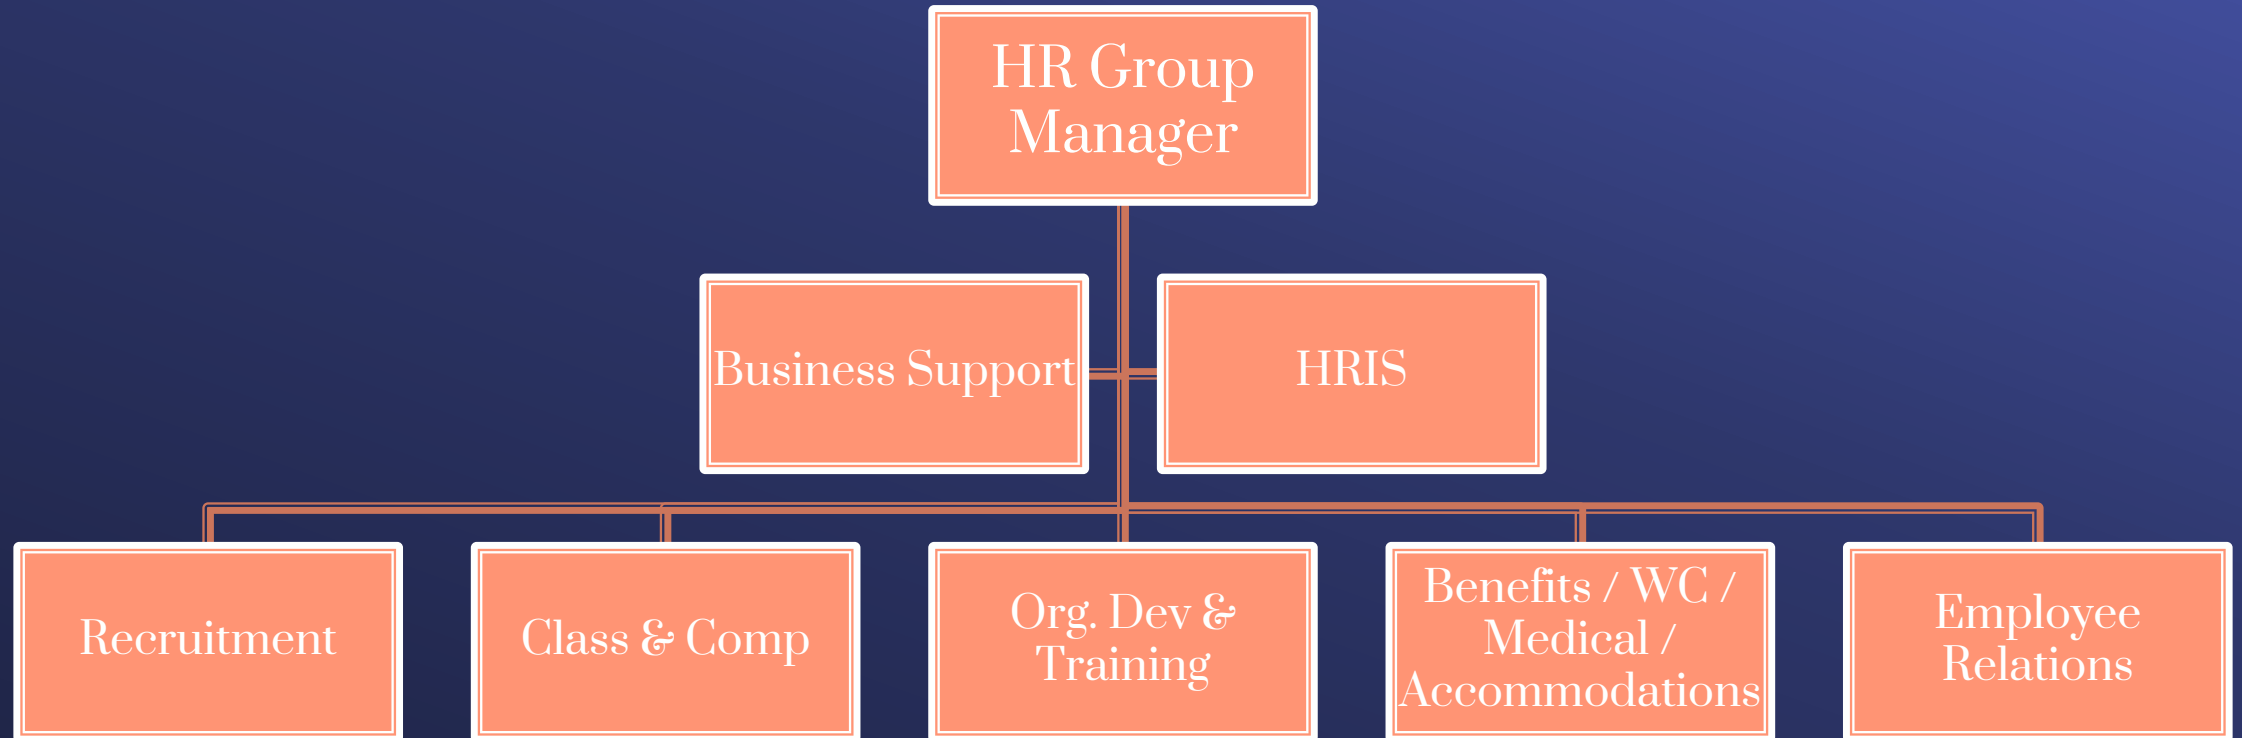 HR Group
Manager
Business Support
HRIS
Recruitment
Class & Comp
Org. Dev &
Training
Benefits / WC /
Medical /
Accommodations
Employee
Relations